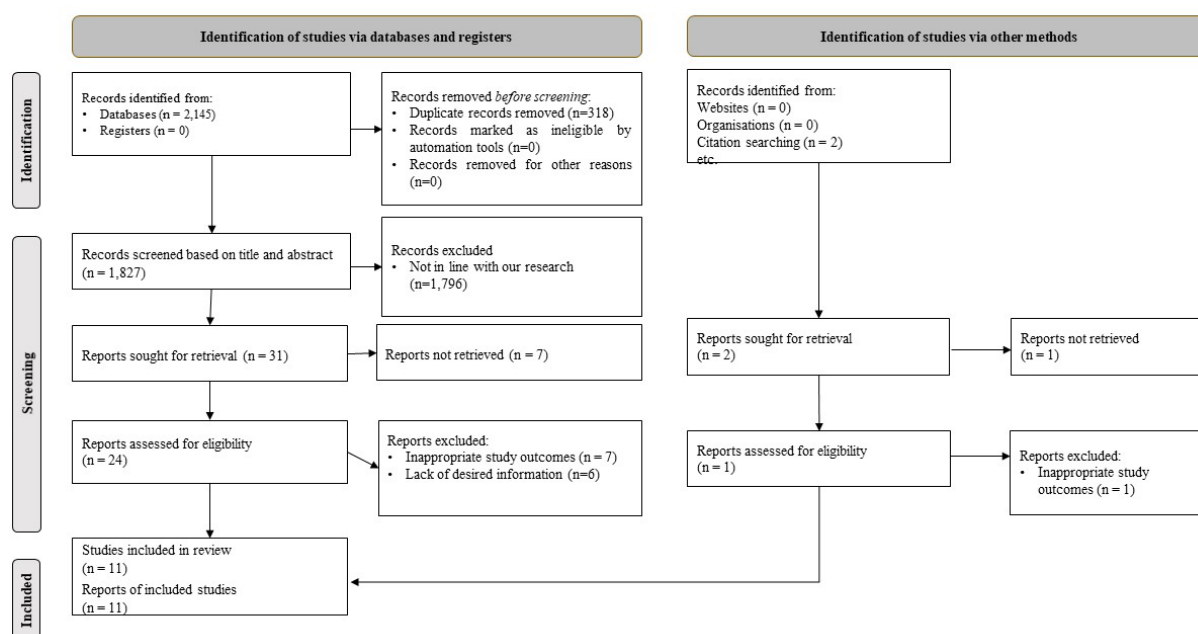 Identification of studies via databases and registers
Identification of studies via other methods
Identification
Records identified from:
• Databases (n = 2,145)
• Registers (n = 0)
Records removed before screening:
• Duplicate records removed (n=318)
• Records marked as ineligible by
automation tools (n=0)
• Records removed for other reasons
(n=0)
Records identified from:
Websites (n = 0)
Organisations (n = 0)
Citation searching (n = 2)
etc.
Screening
Records screened based on title and abstract
(n = 1,827)
Records excluded
• Not in line with our research
(n=1,796)
Reports sought for retrieval (n = 31)
Reports not retrieved (n = 7)
Reports sought for retrieval
(n = 2)
Reports not retrieved
(n = 1)
Reports assessed for eligibility
(n = 24)
Reports excluded:
• Inappropriate study outcomes (n = 7)
• Lack of desired information (n=6)
Reports assessed for eligibility
(n = 1)
Reports excluded:
• Inappropriate study
outcomes (n = 1)
Included
Studies included in review
(n = 11)
Reports of included studies
(n = 11)